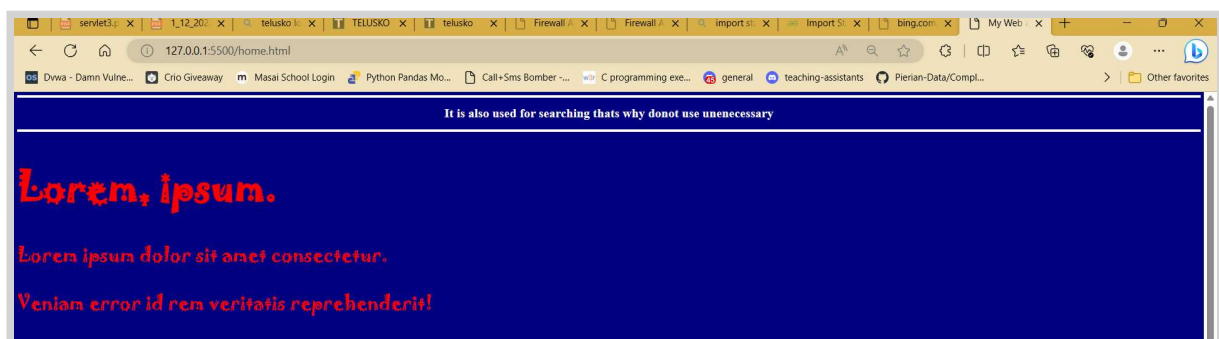 servlet3.p 1_12_202 telusko lo TELUSKO telusko Firewall A Firewall A import st Import St bing.com My Web
127.0.0.1:5500/home.html
Dvwa - Damn Vulne... Crio Giveaway Masai School Login Python Pandas Mo... Call+Sms Bomber -... C programming exe... general teaching-assistants Pierian-Data/Compl... Other favorites
It is also used for searching thats why donot use unenecessary
Lorem, ipsum.
Lorem ipsum dolor sit amet consectetur.
Veniam error id rem veritatis reprehenderit!